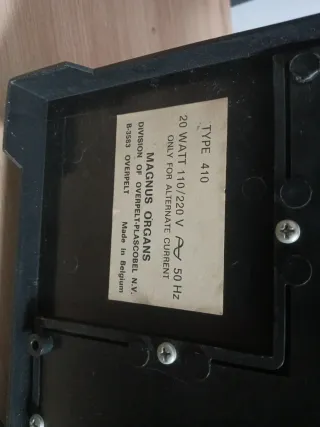 TYPE 410
20 WATT 110/220 V 50 Hz
ONLY FOR ALTERNATE CURRENT
MAGNUS ORGANS
DIVISION OF OVERPELT-PLASCOBEL N.V.
B-3583 OVERPELT Made in Belgium